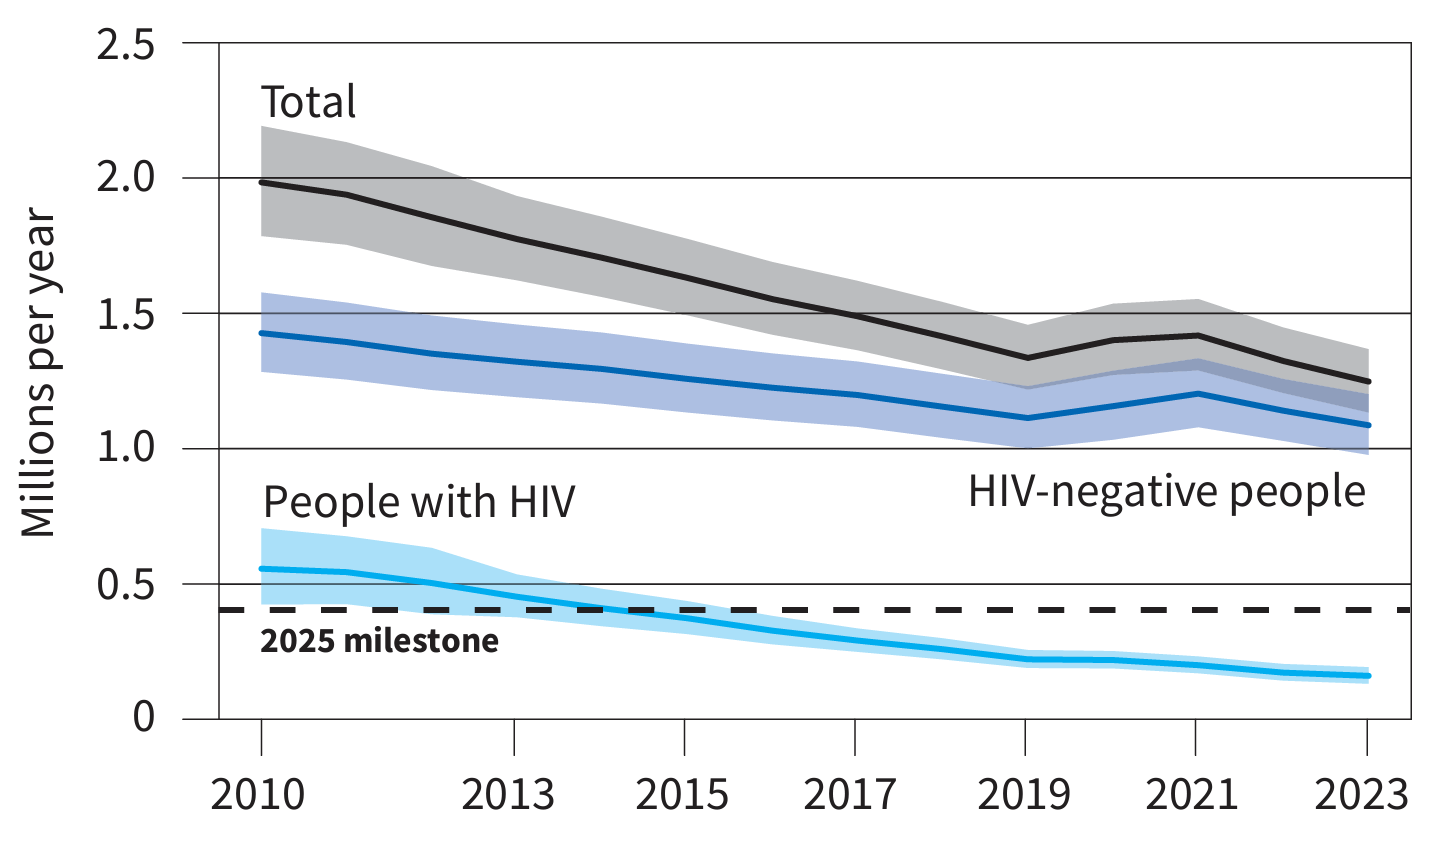 Millions per year
2.5
2.0
1.5
1.0
0.5
0
Total
HIV-negative people
People with HIV
2025 milestone
2010 2013 2015 2017 2019 2021 2023